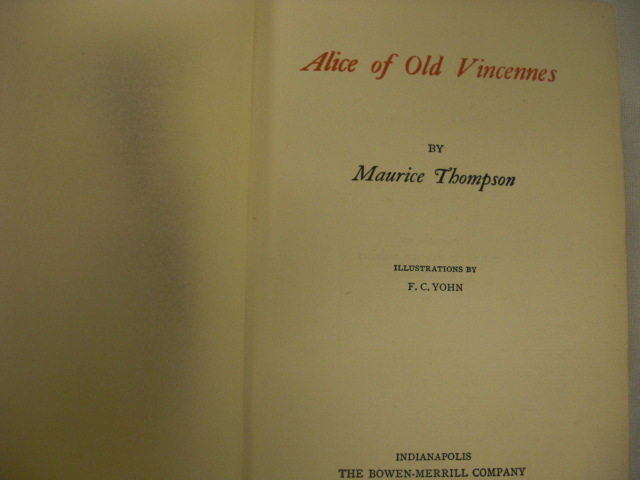 Alice of Old Vincennes
BY
Maurice Thompson
ILLUSTRATIONS BY
F. C. YOHN
INDIANAPOLIS
THE BOWEN-MERRILL COMPANY